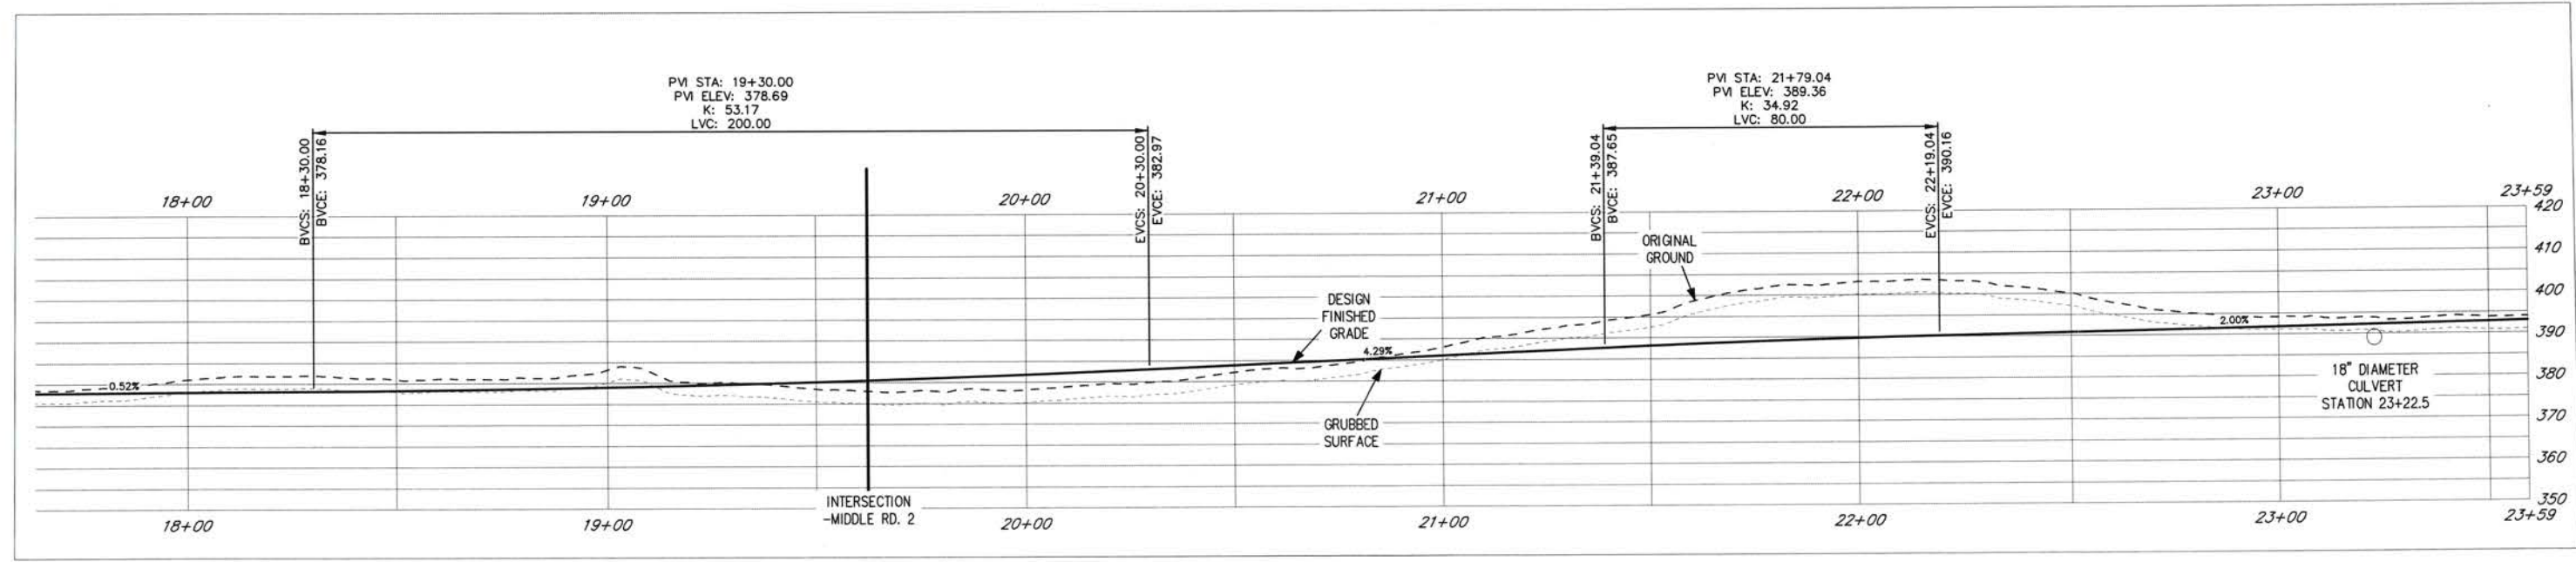 PVI STA: 19+30.00
PVI ELEV: 378.69
K: 53.17
LVC: 200.00
PVI STA: 21+79.04
PVI ELEV: 389.36
K: 34.92
LVC: 80.00
BVCS: 18+30.00
BVCE: 378.16
EVCS: 20+30.00
EVCE: 382.97
BVCS: 21+39.04
BVCE: 387.65
EVCS: 22+19.04
EVCE: 390.16
18+00
19+00
20+00
21+00
22+00
23+00
23+59
420
410
400
390
380
370
360
350
ORIGINAL
GROUND
DESIGN
FINISHED
GRADE
0.52%
4.29%
2.00%
GRUBBED
SURFACE
18" DIAMETER
CULVERT
STATION 23+22.5
INTERSECTION
-MIDDLE RD. 2
18+00
19+00
20+00
21+00
22+00
23+00
23+59